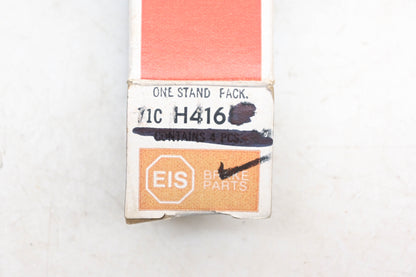 ONE STAND PACK.
71C H416
CONTAINS 4 PCS.
EIS
BRAKE
PARTS